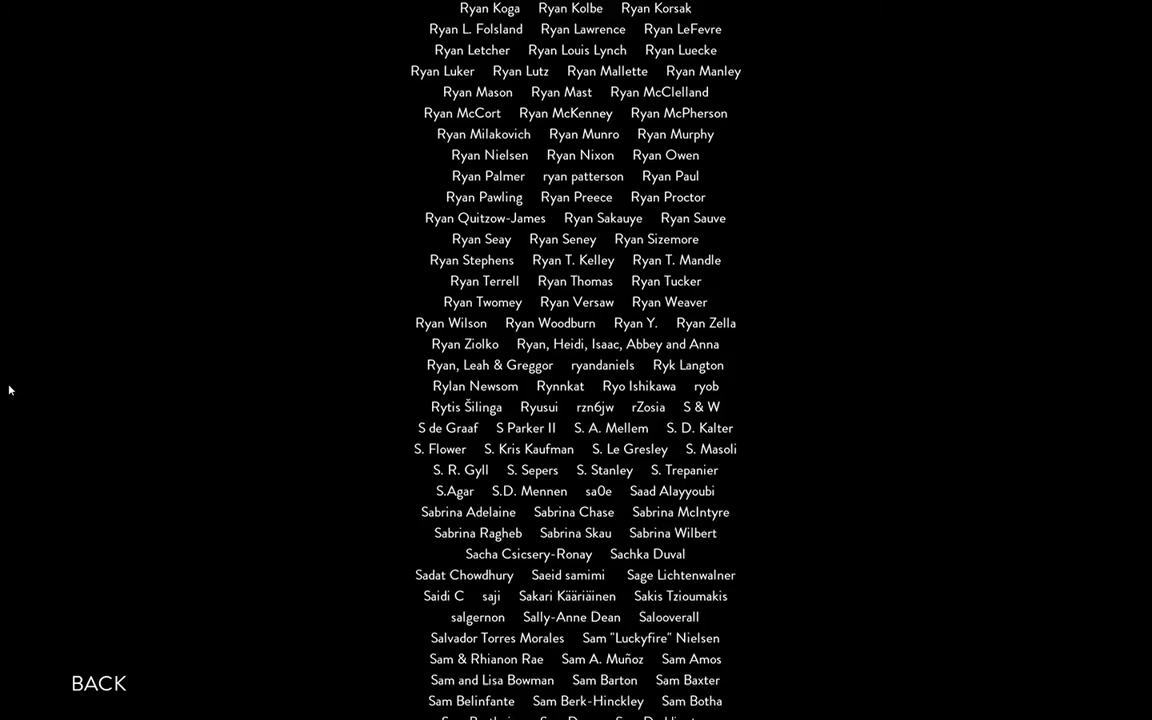 Ryan Koga Ryan Kolbe Ryan Korsak
Ryan L. Folsland Ryan Lawrence Ryan LeFevre
Ryan Letcher Ryan Louis Lynch Ryan Luecke
Ryan Luker Ryan Lutz Ryan Mallette Ryan Manley
Ryan Mason Ryan Mast Ryan McClelland
Ryan McCort Ryan McKenney Ryan McPherson
Ryan Milakovich Ryan Munro Ryan Murphy
Ryan Nielsen Ryan Nixon Ryan Owen
Ryan Palmer ryan patterson Ryan Paul
Ryan Pawling Ryan Preece Ryan Proctor
Ryan Quitzow-James Ryan Sakauye Ryan Sauve
Ryan Seay Ryan Seney Ryan Sizemore
Ryan Stephens Ryan T. Kelley Ryan T. Mandle
Ryan Terrell Ryan Thomas Ryan Tucker
Ryan Twomey Ryan Versaw Ryan Weaver
Ryan Wilson Ryan Woodburn Ryan Y. Ryan Zella
Ryan Ziolko Ryan, Heidi, Isaac, Abbey and Anna
Ryan, Leah & Greggor ryandaniels Ryk Langton
Rylan Newsom Rynnkat Ryo Ishikawa ryob
Rytis Šilinga Ryusui rzn6jw rZosia S & W
S de Graaf S Parker II S. A. Mellem S. D. Kalter
S. Flower S. Kris Kaufman S. Le Gresley S. Masoli
S. R. Gyll S. Sepers S. Stanley S. Trepanier
S.Agar S.D. Mennen sa0e Saad Alayyoubi
Sabrina Adelaine Sabrina Chase Sabrina McIntyre
Sabrina Ragheb Sabrina Skau Sabrina Wilbert
Sacha Csicsery-Ronay Sachka Duval
Sadat Chowdhury Saeid samimi Sage Lichtenwalner
Saidi C saji Sakari Kääriäinen Sakis Tzioumakis
salgernon Sally-Anne Dean Salooverall
Salvador Torres Morales Sam "Luckyfire" Nielsen
Sam & Rhianon Rae Sam A. Muñoz Sam Amos
Sam and Lisa Bowman Sam Barton Sam Baxter
Sam Belinfante Sam Berk-Hinckley Sam Botha
BACK